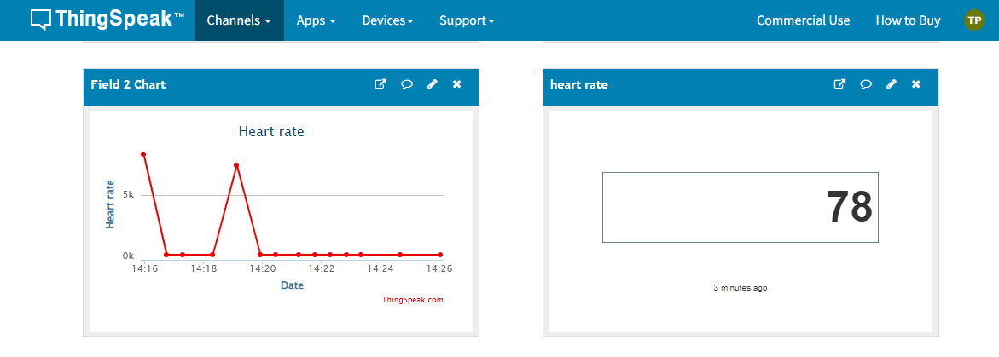 ThingSpeak™ Channels Apps Devices Support Commercial Use How to Buy TP
Field 2 Chart
heart rate
Heart rate
Heart rate
5k
0k
14:16 14:18 14:20 14:22 14:24 14:26
Date
ThingSpeak.com
78
3 minutes ago